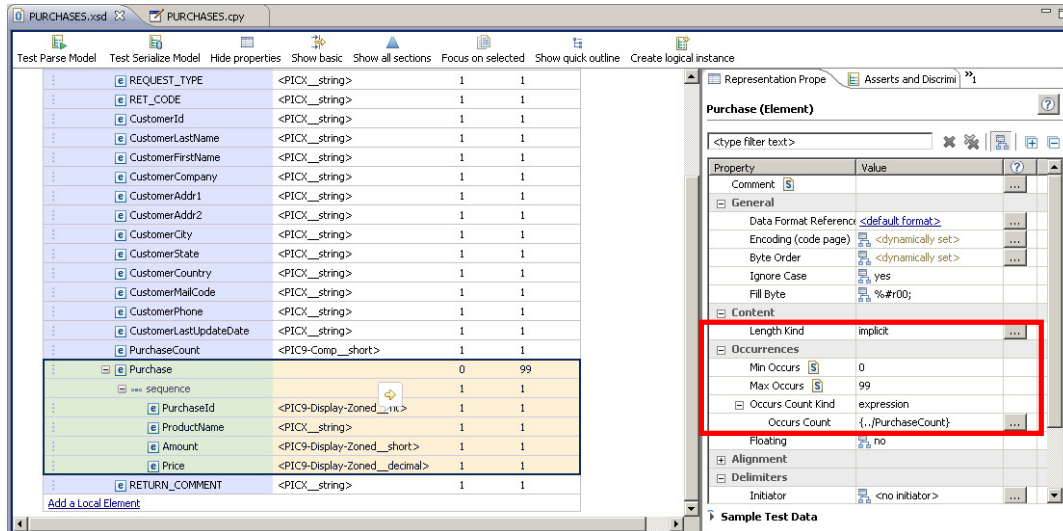 PURCHASES.xsd PURCHASES.cpy
Test Parse Model Test Serialize Model Hide properties Show basic Show all sections Focus on selected Show quick outline Create logical instance
REQUEST_TYPE <PICX__string> 1 1
RET_CODE <PICX__string> 1 1
CustomerId <PICX__string> 1 1
CustomerLastName <PICX__string> 1 1
CustomerFirstName <PICX__string> 1 1
CustomerCompany <PICX__string> 1 1
CustomerAddr1 <PICX__string> 1 1
CustomerAddr2 <PICX__string> 1 1
CustomerCity <PICX__string> 1 1
CustomerState <PICX__string> 1 1
CustomerCountry <PICX__string> 1 1
CustomerMailCode <PICX__string> 1 1
CustomerPhone <PICX__string> 1 1
CustomerLastUpdateDate <PICX__string> 1 1
PurchaseCount <PIC9-Comp__short> 1 1
Purchase 0 99
sequence 1 1
PurchaseId <PIC9-Display-Zoned 1 1
ProductName <PICX__string> 1 1
Amount <PIC9-Display-Zoned__short> 1 1
Price <PIC9-Display-Zoned__decimal> 1 1
RETURN_COMMENT <PICX__string> 1 1
Add a Local Element
Representation Prope Asserts and Discrimi »1
Purchase (Element)
<type filter text>
Property Value
Comment
General
Data Format Reference <default format>
Encoding (code page) <dynamically set>
Byte Order <dynamically set>
Ignore Case yes
Fill Byte %#r00;
Content
Length Kind implicit
Occurrences
Min Occurs 0
Max Occurs 99
Occurs Count Kind expression
Occurs Count {../PurchaseCount}
Floating no
Alignment
Delimiters
Initiator <no initiator>
Sample Test Data